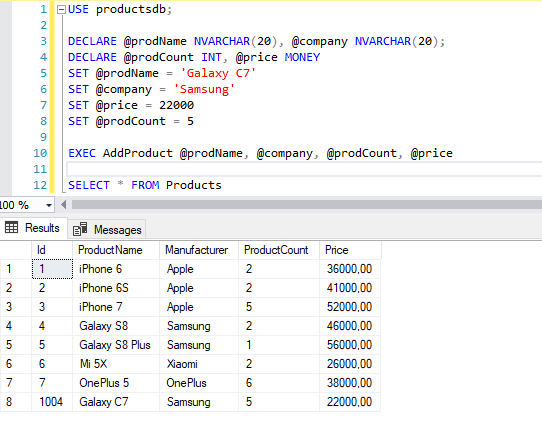 1 USE productsdb;
2
3 DECLARE @prodName NVARCHAR(20), @company NVARCHAR(20);
4 DECLARE @prodCount INT, @price MONEY
5 SET @prodName = 'Galaxy C7'
6 SET @company = 'Samsung'
7 SET @price = 22000
8 SET @prodCount = 5
9
10 EXEC AddProduct @prodName, @company, @prodCount, @price
11
12 SELECT * FROM Products
100 %
Results Messages
Id ProductName Manufacturer ProductCount Price
1 1 iPhone 6 Apple 2 36000,00
2 2 iPhone 6S Apple 2 41000,00
3 3 iPhone 7 Apple 5 52000,00
4 4 Galaxy S8 Samsung 2 46000,00
5 5 Galaxy S8 Plus Samsung 1 56000,00
6 6 Mi 5X Xiaomi 2 26000,00
7 7 OnePlus 5 OnePlus 6 38000,00
8 1004 Galaxy C7 Samsung 5 22000,00